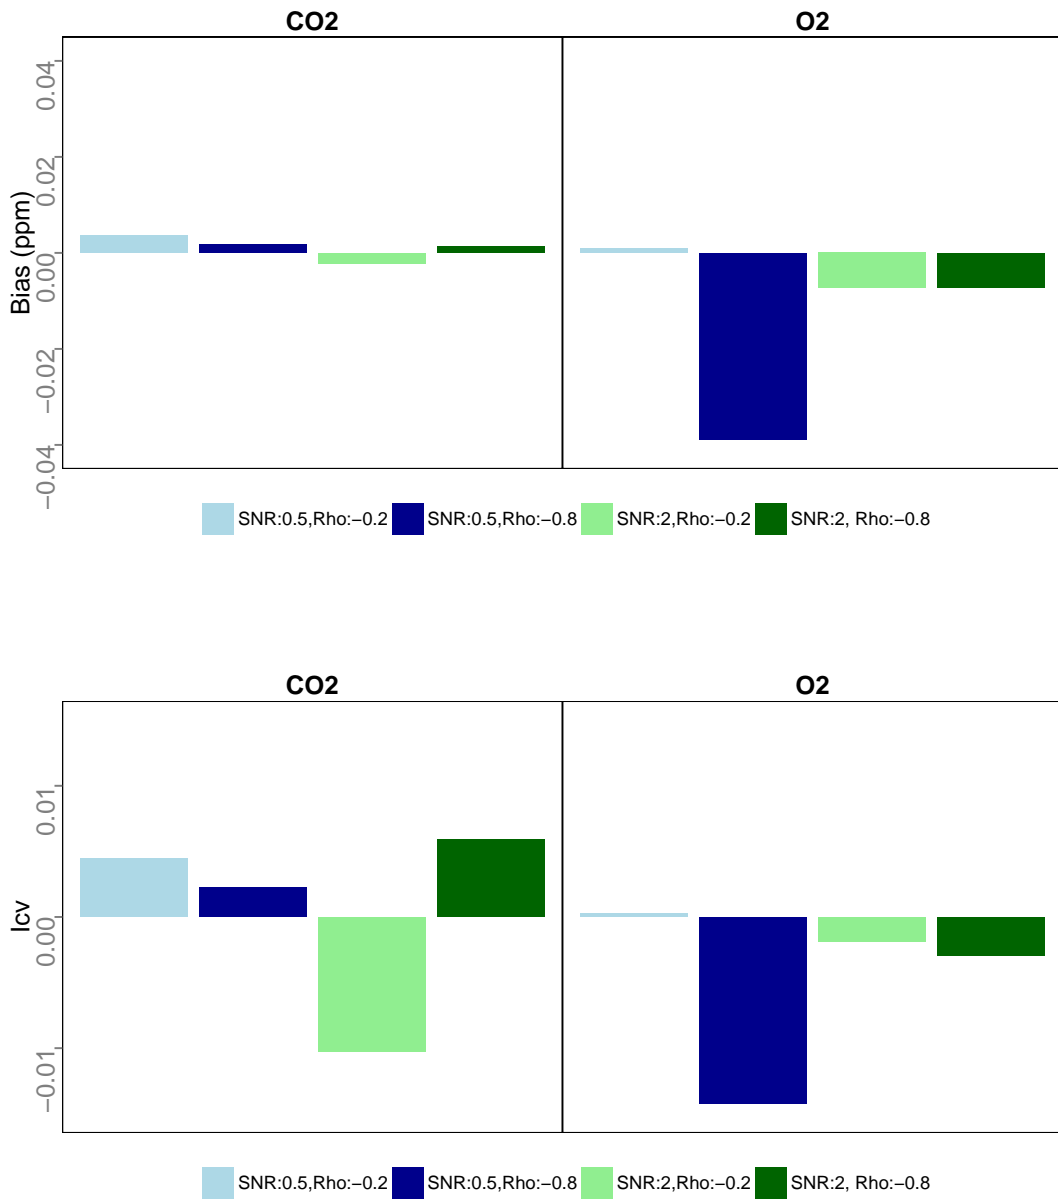 CO2 O2
Bias (ppm)
0.04
0.02
0.00
−0.02
−0.04
SNR:0.5,Rho:−0.2 SNR:0.5,Rho:−0.8 SNR:2,Rho:−0.2 SNR:2, Rho:−0.8
CO2 O2
Icv
0.01
0.00
−0.01
SNR:0.5,Rho:−0.2 SNR:0.5,Rho:−0.8 SNR:2,Rho:−0.2 SNR:2, Rho:−0.8